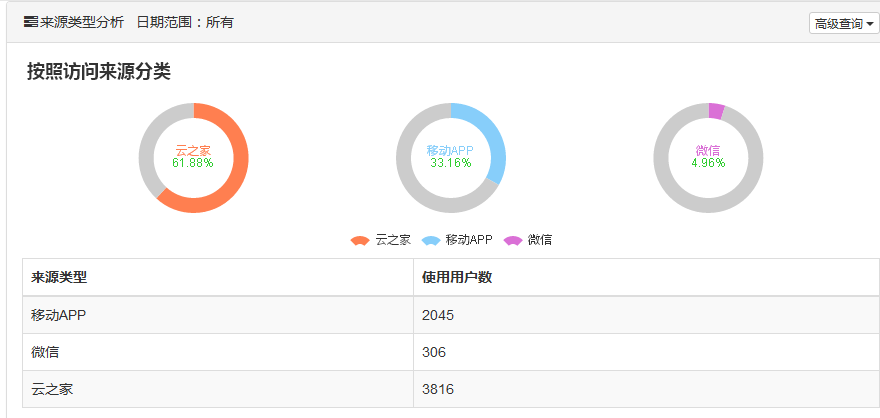 来源类型分析 日期范围：所有
高级查询
按照访问来源分类
云之家
61.88%
移动APP
33.16%
微信
4.96%
云之家 移动APP 微信
来源类型 使用用户数
移动APP 2045
微信 306
云之家 3816